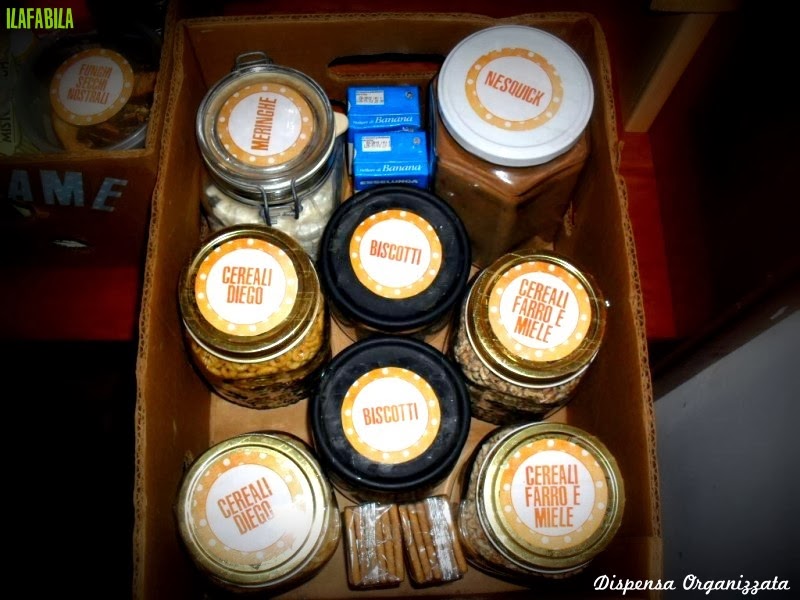 ILAFABILA
FUNGHI
SECCHI
NOSTRALI
AME
MERINGHE
Banana
Banana
NESQUICK
BISCOTTI
CEREALI
DIEGO
CEREALI
FARRO E
MIELE
BISCOTTI
CEREALI
DIEGO
CEREALI
FARRO E
MIELE
Dispensa Organizzata